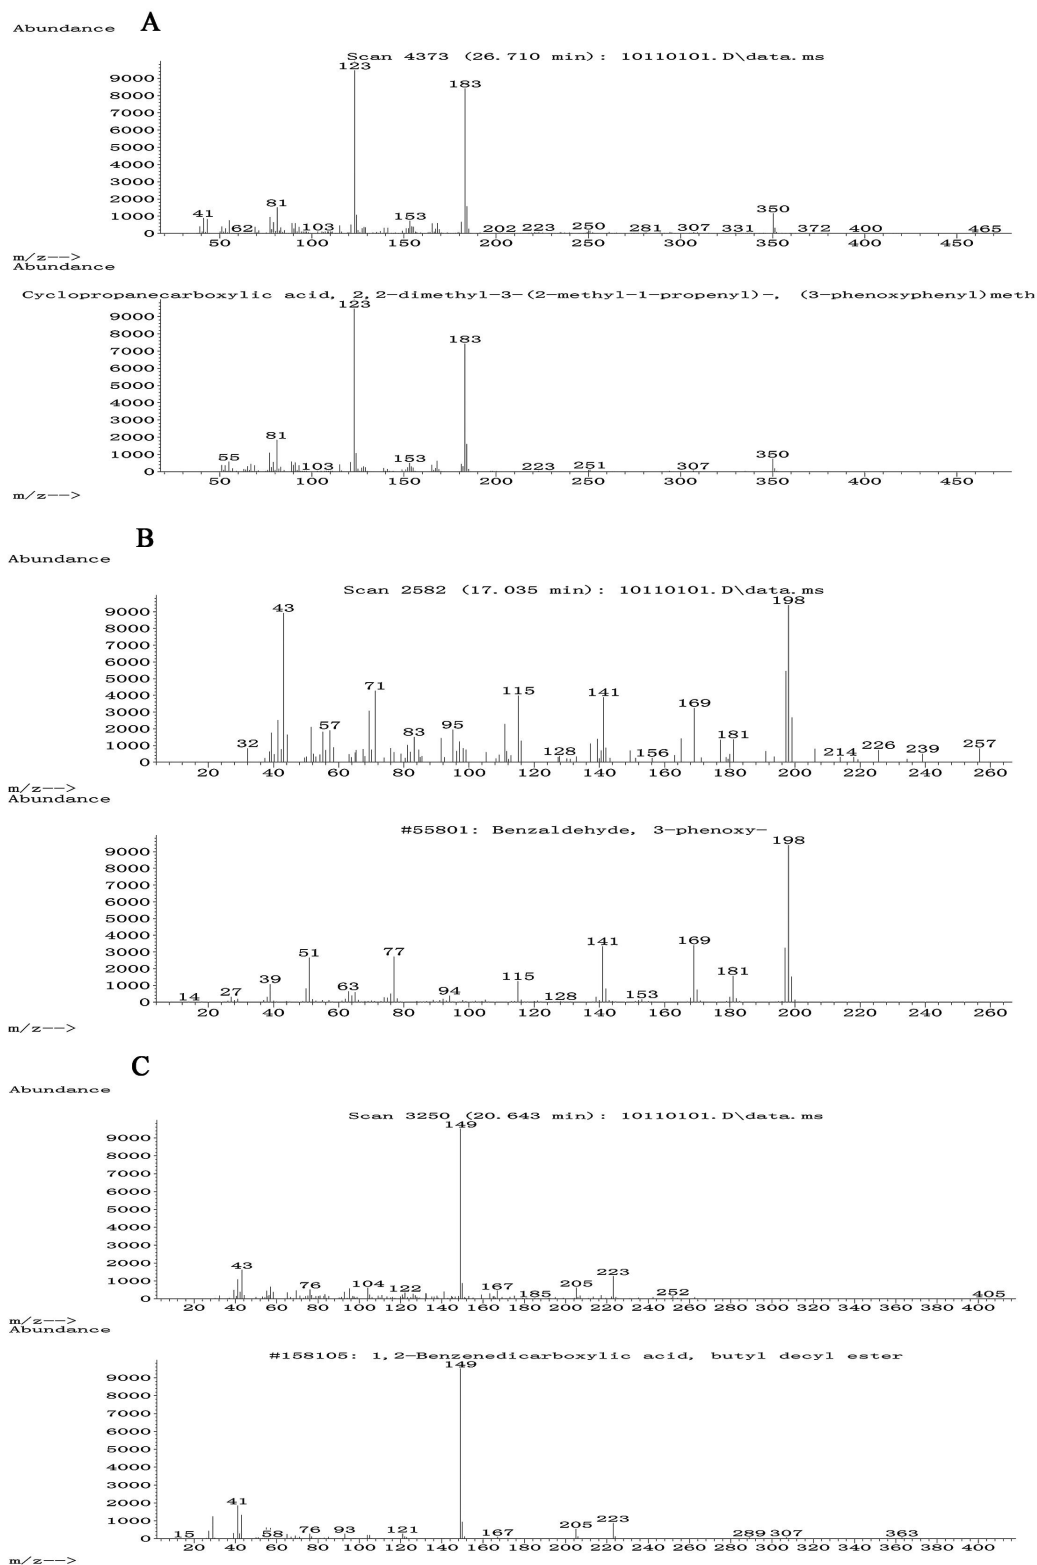 Abundance
A
Scan 4373 (26.710 min): 10110101.D\data.ms
123
9000
183
8000
7000
6000
5000
4000
3000
2000
81
1000 41 62 103 153 202 223 250 281 307 331 350 372 400 465
0
50 100 150 200 250 300 350 400 450
m/z-->
Abundance
Cyclopropanecarboxylic acid, 2,2-dimethyl-3-(2-methyl-1-propenyl)-, (3-phenoxyphenyl)meth
123
9000
8000
183
7000
6000
5000
4000
3000
2000
81
1000 55 103 153 223 251 307 350
0
50 100 150 200 250 300 350 400 450
m/z-->
B
Abundance
Scan 2582 (17.035 min): 10110101.D\data.ms
198
9000 43
8000
7000
6000
5000
4000 71 115 141
3000 169
2000 57 83 95
1000 32 128 156 181 214 226 239 257
0
20 40 60 80 100 120 140 160 180 200 220 240 260
m/z-->
Abundance
#55801: Benzaldehyde, 3-phenoxy-
198
9000
8000
7000
6000
5000
4000
3000 51 77 141 169
2000
1000 14 27 39 63 94 115 128 153 181
0
20 40 60 80 100 120 140 160 180 200 220 240 260
m/z-->
C
Abundance
Scan 3250 (20.643 min): 10110101.D\data.ms
149
9000
8000
7000
6000
5000
4000
3000
2000
43 223
1000 76 104 122 167 185 205 252 405
0
20 40 60 80 100 120 140 160 180 200 220 240 260 280 300 320 340 360 380 400
m/z-->
Abundance
#158105: 1,2-Benzenedicarboxylic acid, butyl decyl ester
149
9000
8000
7000
6000
5000
4000
3000
2000
41
1000 15 58 76 93 121 167 205 223 289 307 363
0
20 40 60 80 100 120 140 160 180 200 220 240 260 280 300 320 340 360 380 400
m/z-->